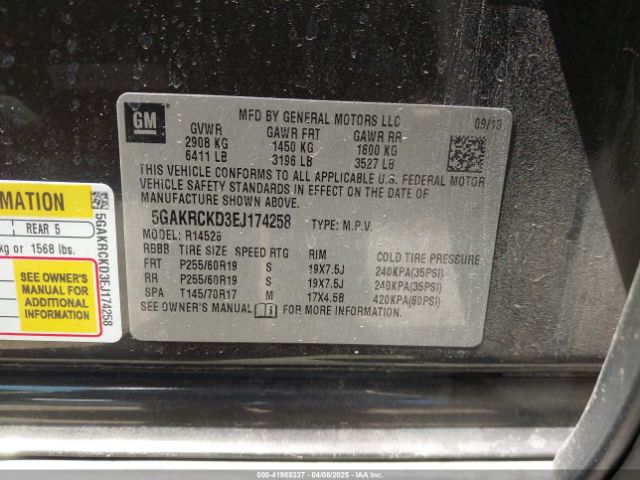 GM
MFD BY GENERAL MOTORS LLC
09/13
GVWR GAWR FRT GAWR RR
2908 KG 1450 KG 1600 KG
6411 LB 3196 LB 3527 LB
THIS VEHICLE CONFORMS TO ALL APPLICABLE U.S. FEDERAL MOTOR
VEHICLE SAFETY STANDARDS IN EFFECT ON THE DATE OF
MANUFACTURE SHOWN ABOVE.
5GAKRCKD3EJ174258 TYPE: M.P.V.
MODEL: R14526
RBBB TIRE SIZE SPEED RTG RIM COLD TIRE PRESSURE
FRT P255/60R19 S 19X7.5J 240KPA(35PSI)
RR P255/60R19 S 19X7.5J 240KPA(35PSI)
SPA T145/70R17 M 17X4.5B 420KPA(60PSI)
SEE OWNER'S MANUAL FOR MORE INFORMATION
MATION
REAR 5
kg or 1568 lbs.
SEE OWNER'S
MANUAL FOR
ADDITIONAL
INFORMATION
5GAKRCKD3EJ174258
000-41988337 - 04/08/2025 - IAAI.COM